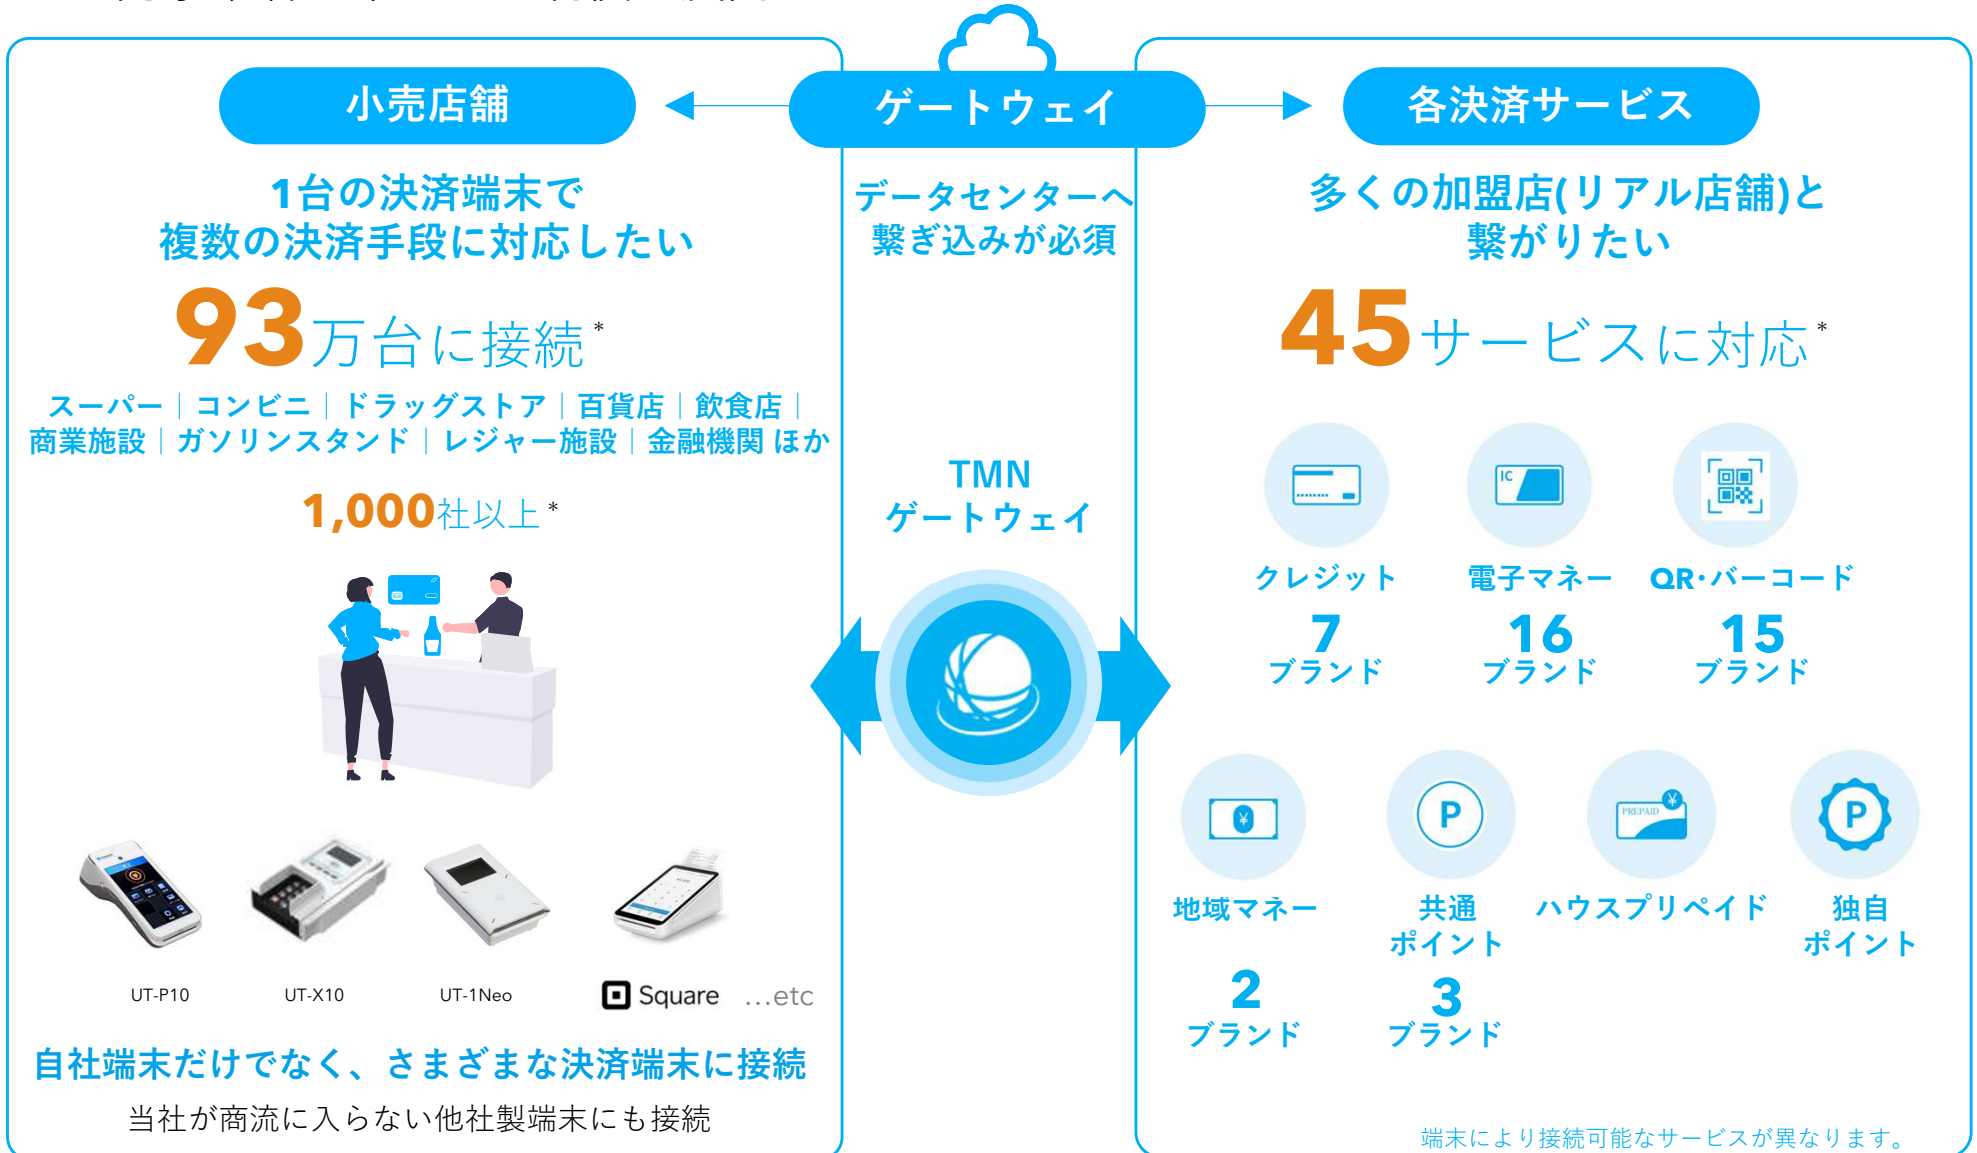 小売店舗
1台の決済端末で
複数の決済手段に対応したい
93万台に接続*
スーパー｜コンビニ｜ドラッグストア｜百貨店｜飲食店｜
商業施設｜ガソリンスタンド｜レジャー施設｜金融機関 ほか
1,000社以上*
UT-P10
UT-X10
UT-1Neo
Square
…etc
自社端末だけでなく、さまざまな決済端末に接続
当社が商流に入らない他社製端末にも接続
ゲートウェイ
データセンターへ
繋ぎ込みが必須
TMN
ゲートウェイ
各決済サービス
多くの加盟店(リアル店舗)と
繋がりたい
45サービスに対応*
IC
クレジット
7
ブランド
電子マネー
16
ブランド
QR・バーコード
15
ブランド
¥
P
PREPAID
¥
P
地域マネー
2
ブランド
共通
ポイント
3
ブランド
ハウスプリペイド
独自
ポイント
端末により接続可能なサービスが異なります。